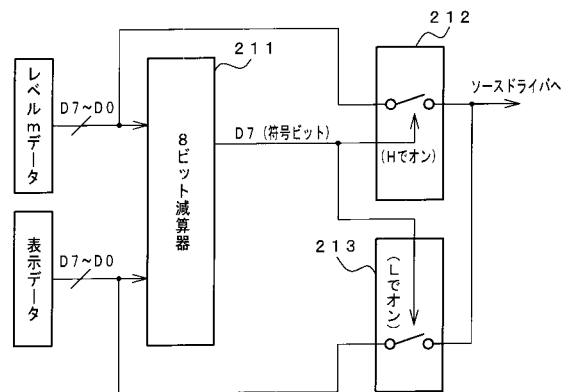 211
212
レベルmデータ
D7~D0
8ビット減算器
D7(符号ビット)
ソースドライバへ
(Hでオン)
表示データ
D7~D0
213
(Lでオン)